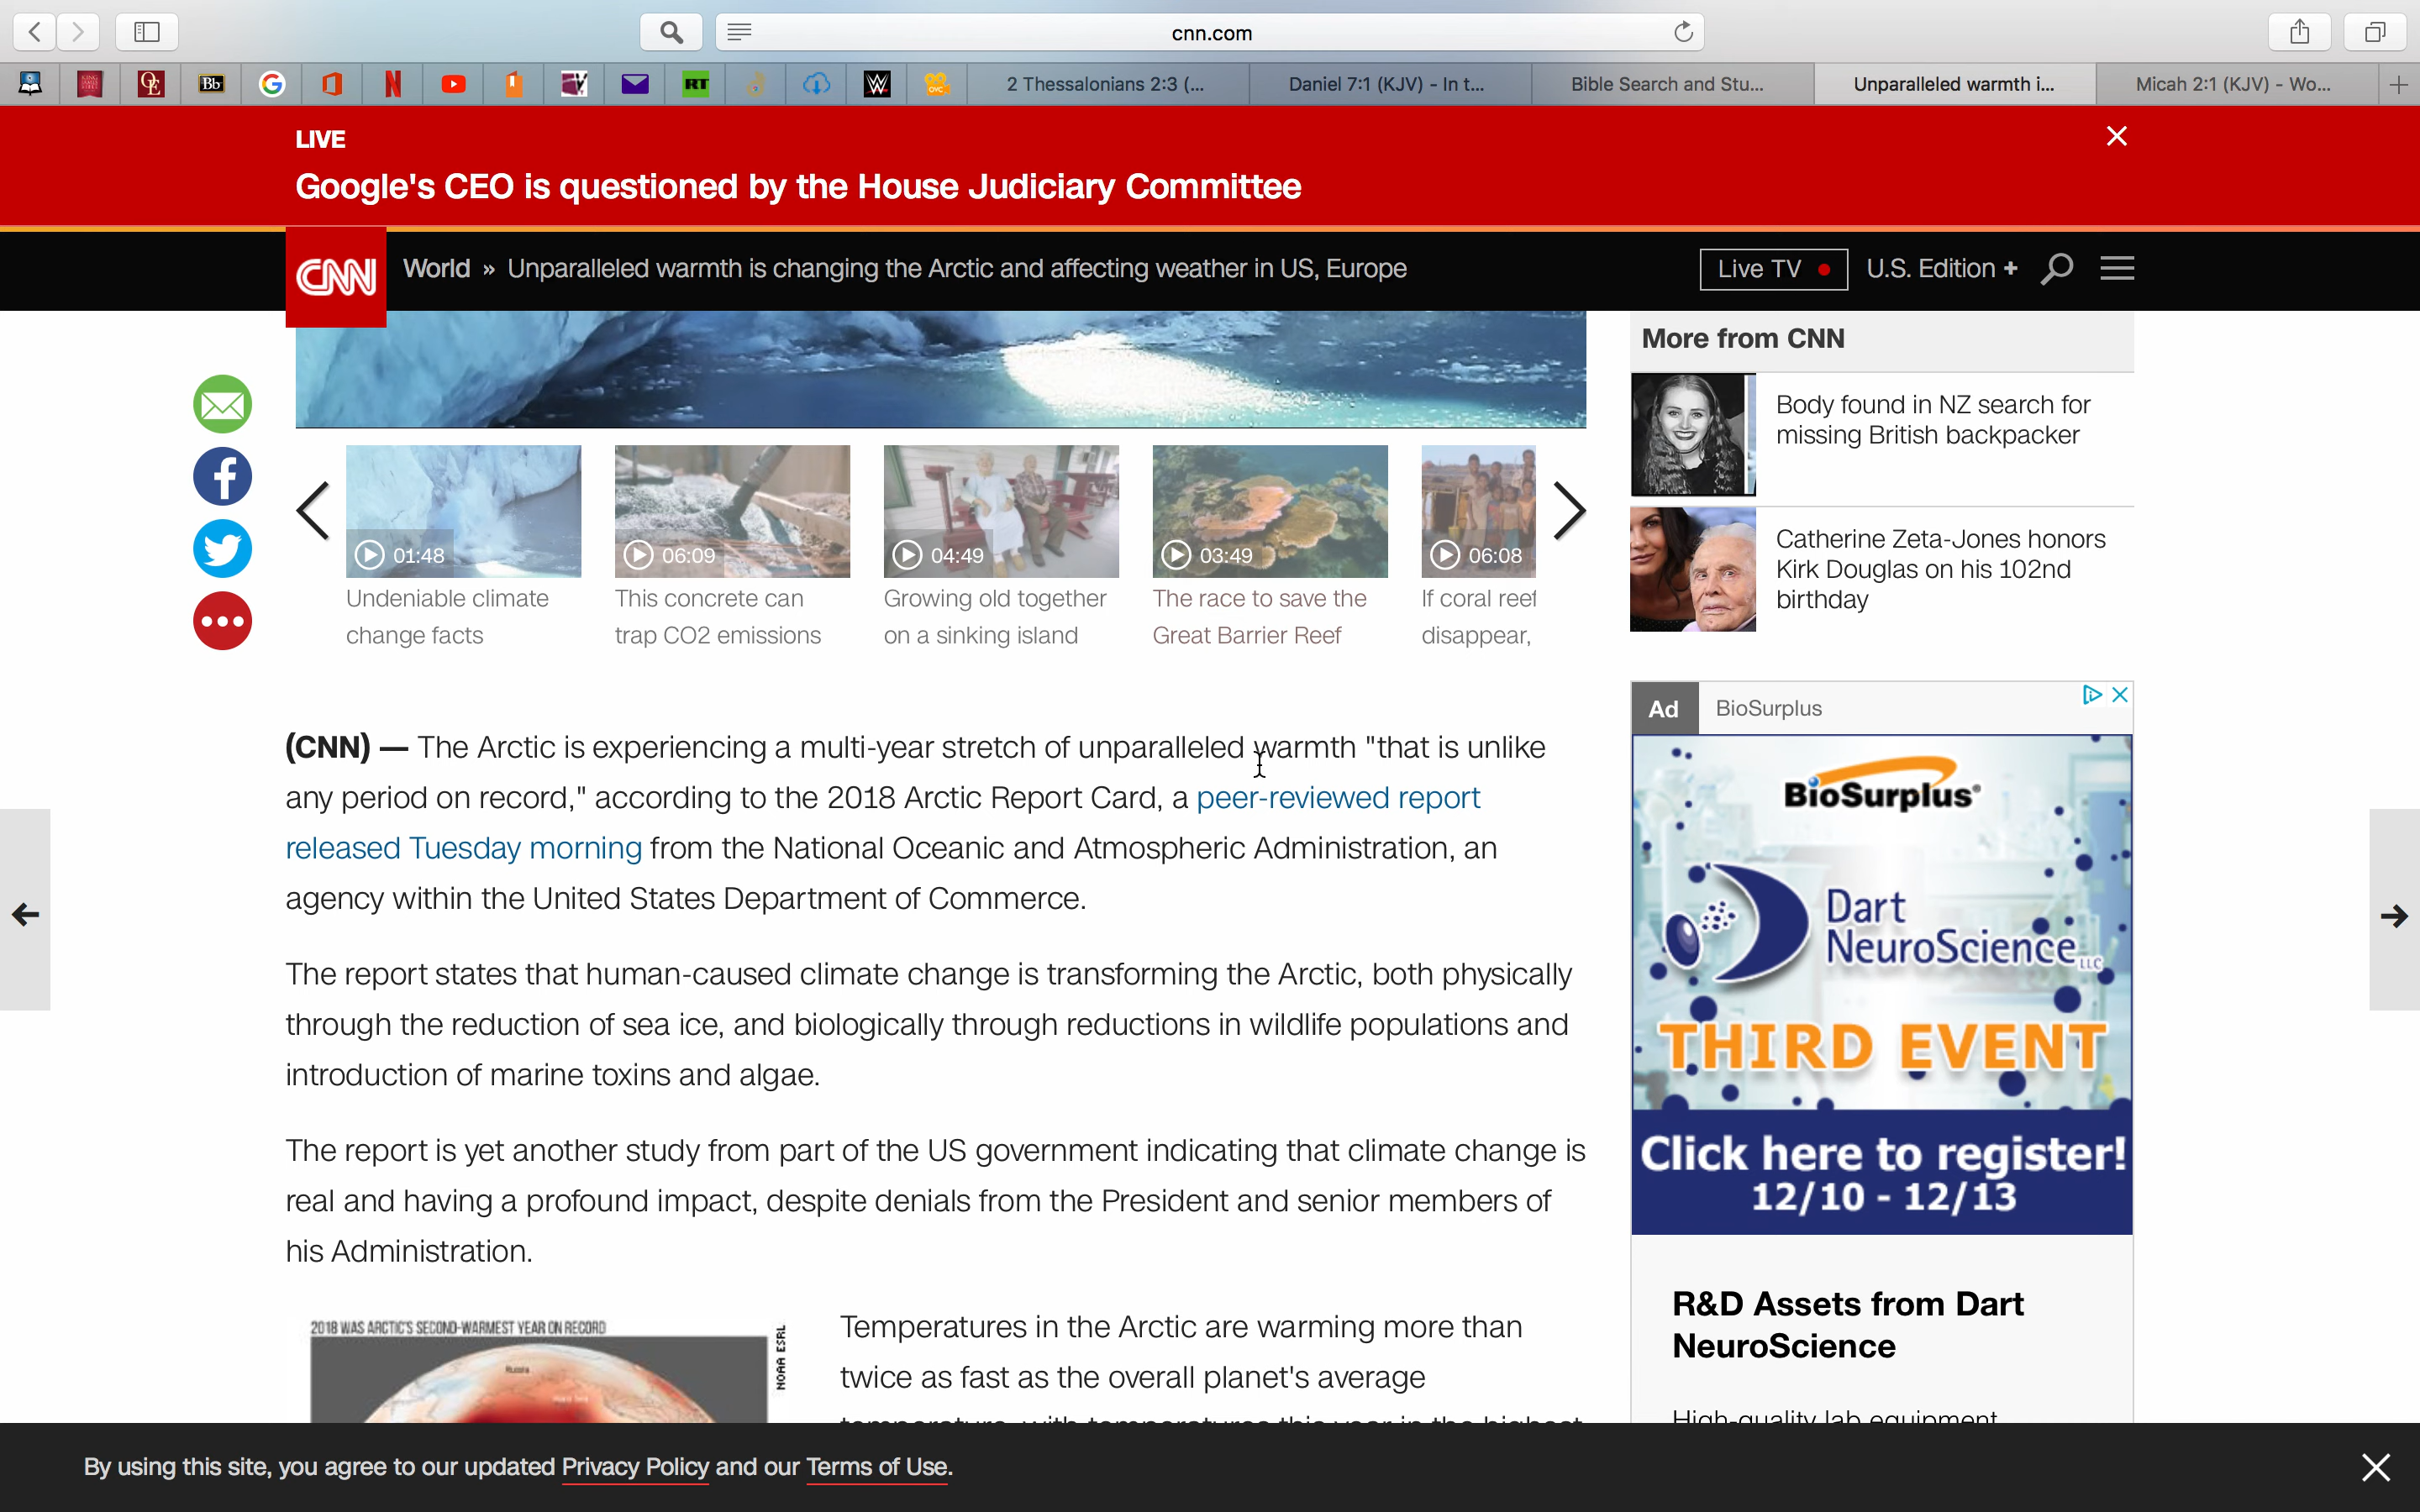 cnn.com
Bb
G
N
RT
W
OVC
2 Thessalonians 2:3 (...
Daniel 7:1 (KJV) - In t...
Bible Search and Stu...
Unparalleled warmth i...
Micah 2:1 (KJV) - Wo...
LIVE
Google's CEO is questioned by the House Judiciary Committee
CNN
World » Unparalleled warmth is changing the Arctic and affecting weather in US, Europe
Live TV
U.S. Edition +
01:48
Undeniable climate
change facts
06:09
This concrete can
trap CO2 emissions
04:49
Growing old together
on a sinking island
03:49
The race to save the
Great Barrier Reef
06:08
If coral reef
disappear,
(CNN) — The Arctic is experiencing a multi-year stretch of unparalleled warmth "that is unlike
any period on record," according to the 2018 Arctic Report Card, a peer-reviewed report
released Tuesday morning from the National Oceanic and Atmospheric Administration, an
agency within the United States Department of Commerce.
The report states that human-caused climate change is transforming the Arctic, both physically
through the reduction of sea ice, and biologically through reductions in wildlife populations and
introduction of marine toxins and algae.
The report is yet another study from part of the US government indicating that climate change is
real and having a profound impact, despite denials from the President and senior members of
his Administration.
2018 WAS ARCTIC'S SECOND-WARMEST YEAR ON RECORD
NOAA ESRL
Russia
Temperatures in the Arctic are warming more than
twice as fast as the overall planet's average
temperature, with temperatures this year in the highest
More from CNN
Body found in NZ search for
missing British backpacker
Catherine Zeta-Jones honors
Kirk Douglas on his 102nd
birthday
Ad
BioSurplus
BioSurplus®
Dart
NeuroScience LLC
THIRD EVENT
Click here to register!
12/10 - 12/13
R&D Assets from Dart
NeuroScience
High-quality lab equipment
By using this site, you agree to our updated Privacy Policy and our Terms of Use.